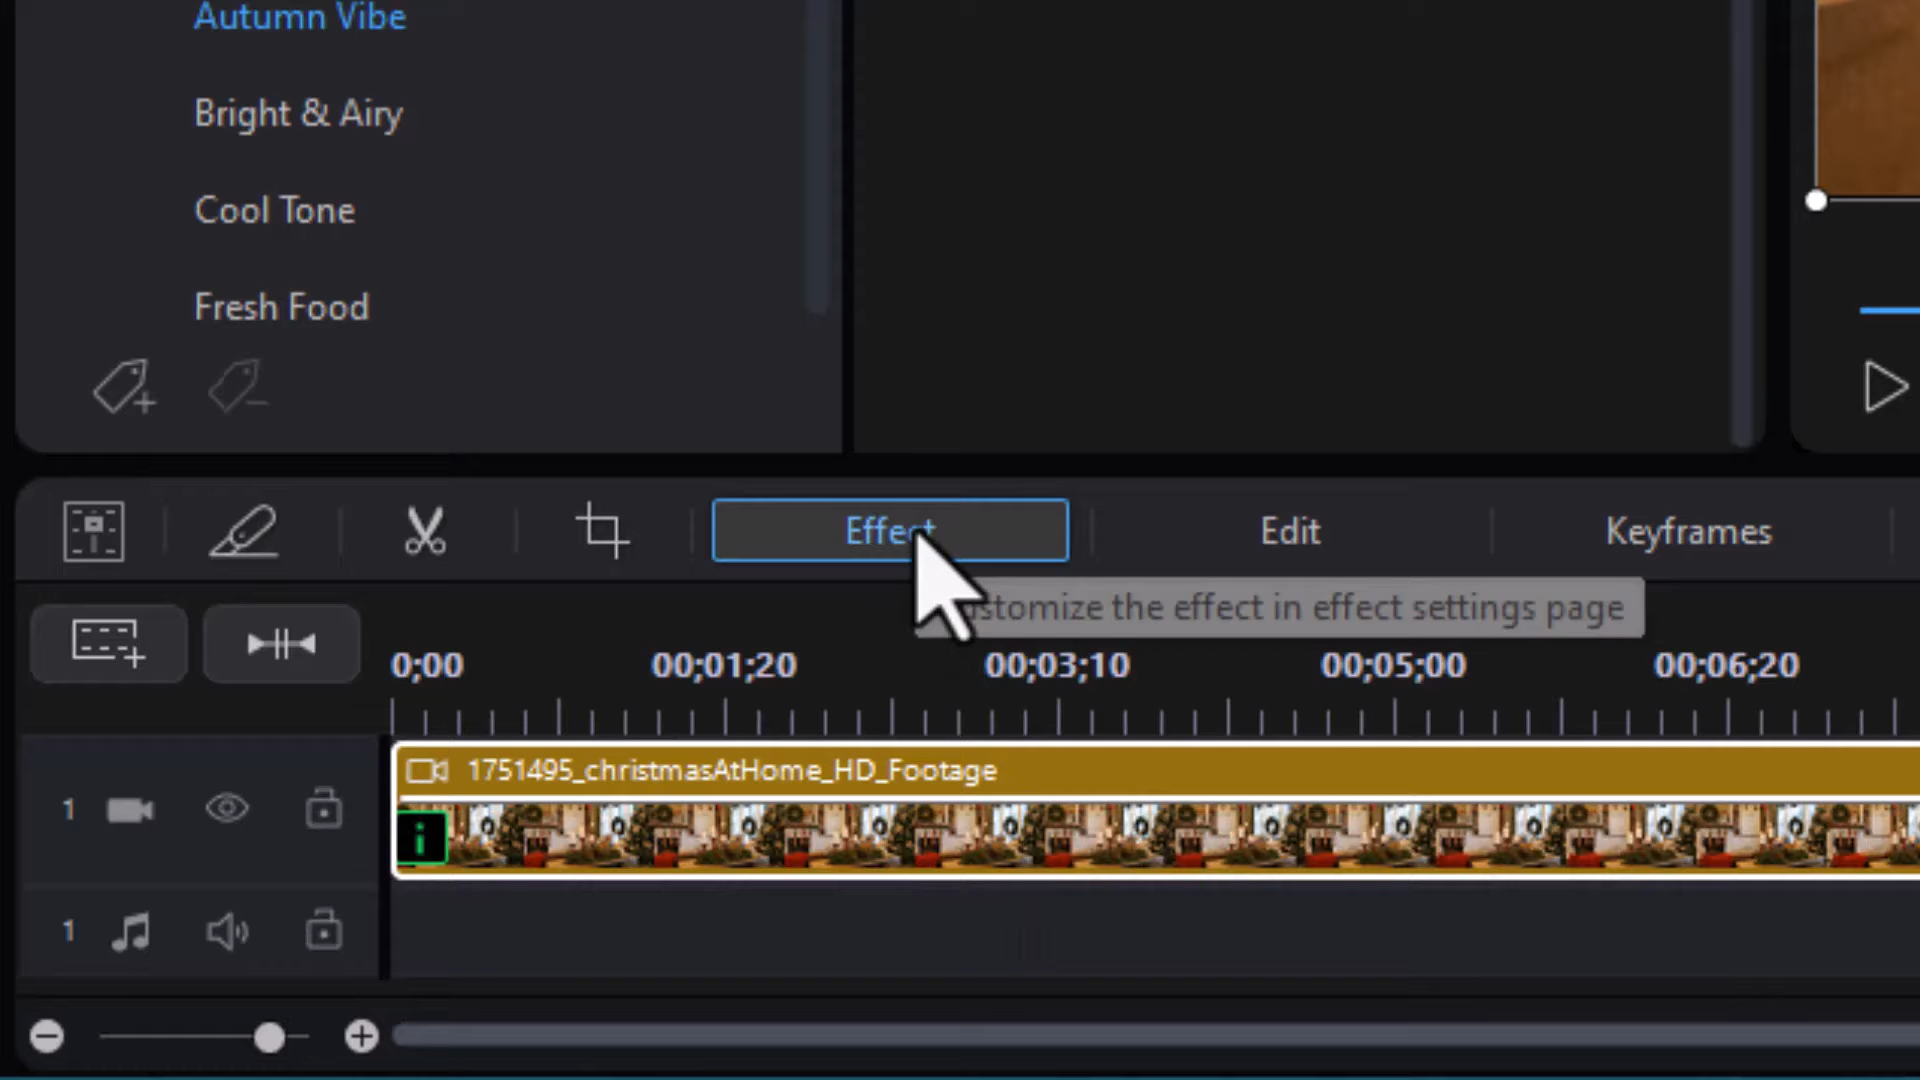 Autumn Vibe
Bright & Airy
Cool Tone
Fresh Food
Effect
Edit
Keyframes
the effect in effect settings page
0;00
00;01;20
00;03;10
00;05;00
00;06;20
1751495_christmasAtHome_HD_Footage
i
1
1